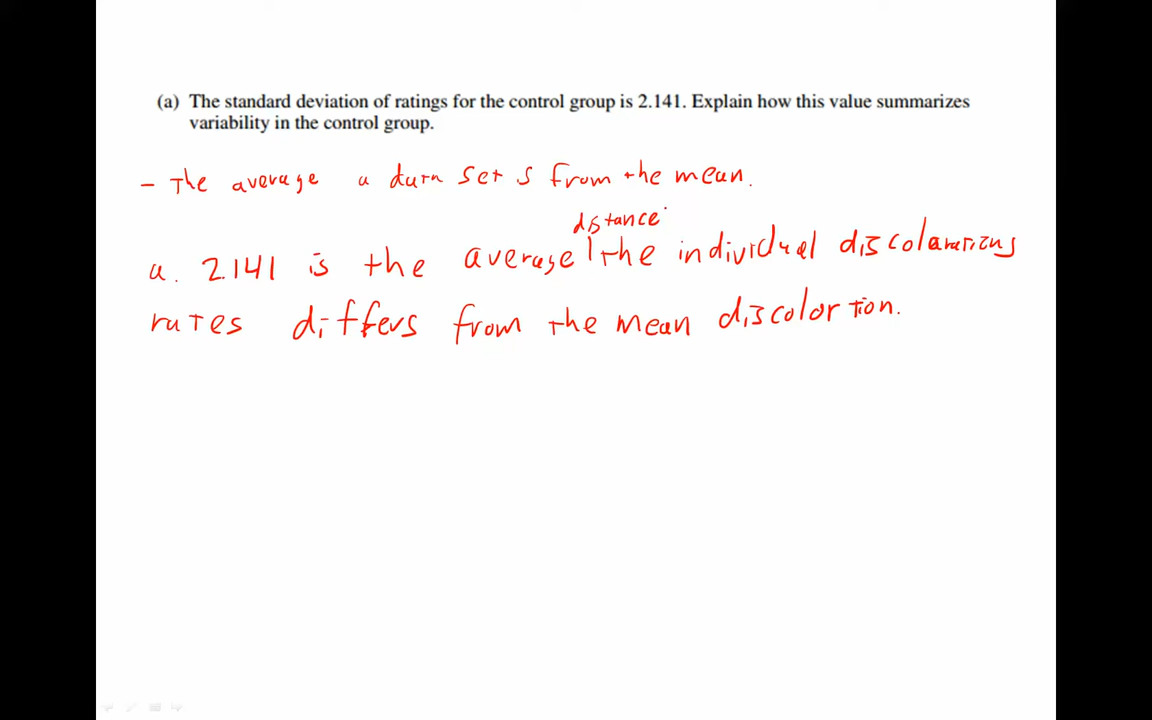 (a) The standard deviation of ratings for the control group is 2.141. Explain how this value summarizes
variability in the control group.
- The average a data set is from the mean.
distance
a. 2.141 is the average the individual
rates differs from the mean discolortion.